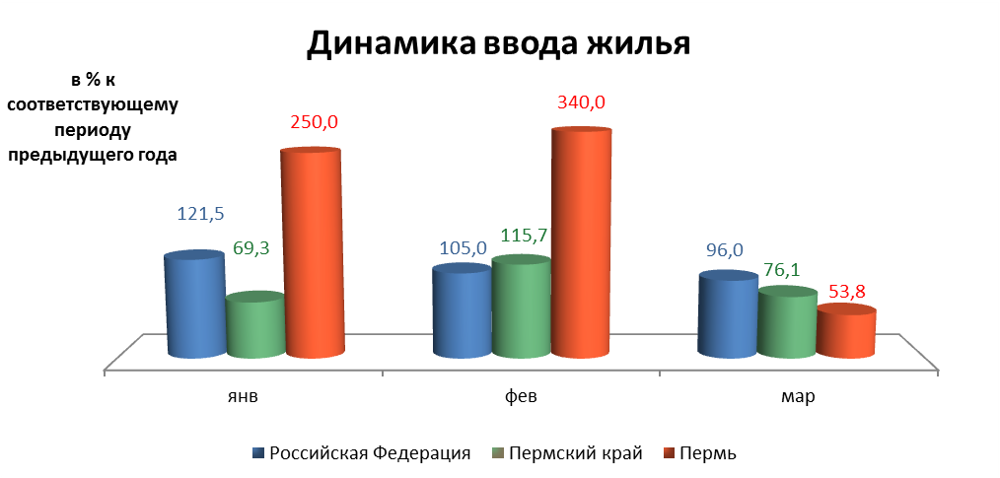 Динамика ввода жилья
в % к
соответствующему
периоду
предыдущего года
250,0
340,0
121,5
69,3
105,0
115,7
96,0
76,1
53,8
янв
фев
мар
Российская Федерация
Пермский край
Пермь